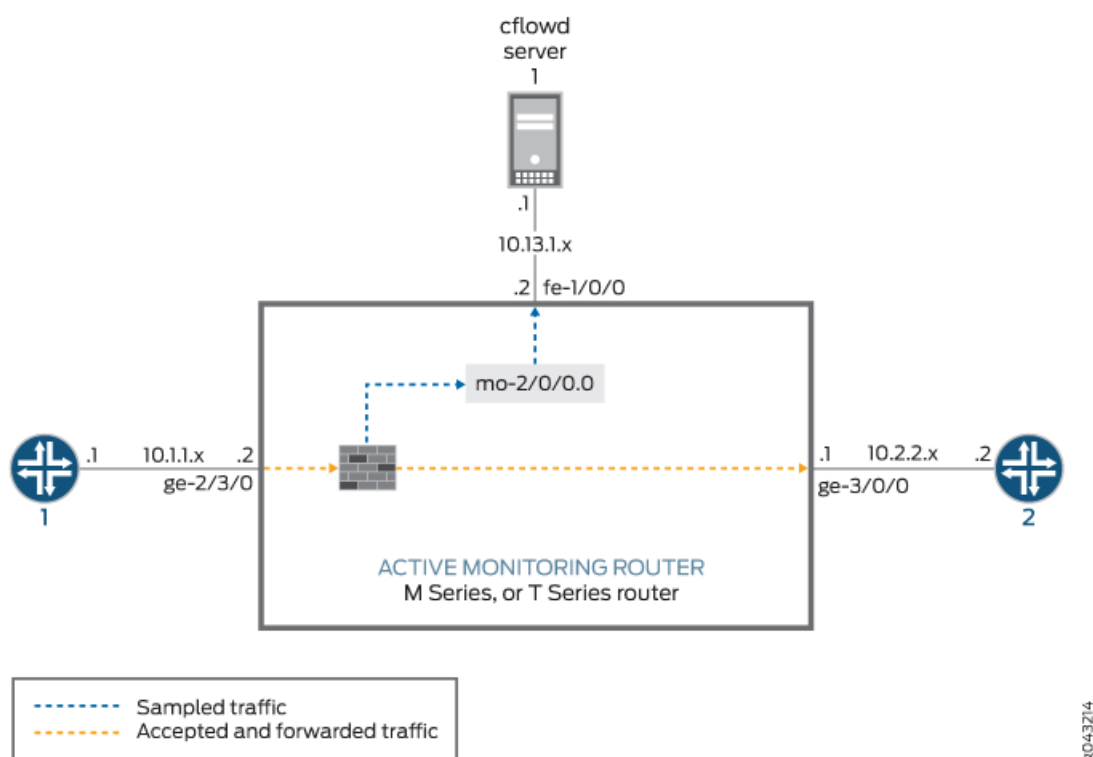 cflowd
server
1
.1
10.13.1.x
.2 fe-1/0/0
mo-2/0/0.0
.1 10.1.1.x .2
ge-2/3/0
1
.1 10.2.2.x .2
ge-3/0/0
2
ACTIVE MONITORING ROUTER
M Series, or T Series router
Sampled traffic
Accepted and forwarded traffic
g043214